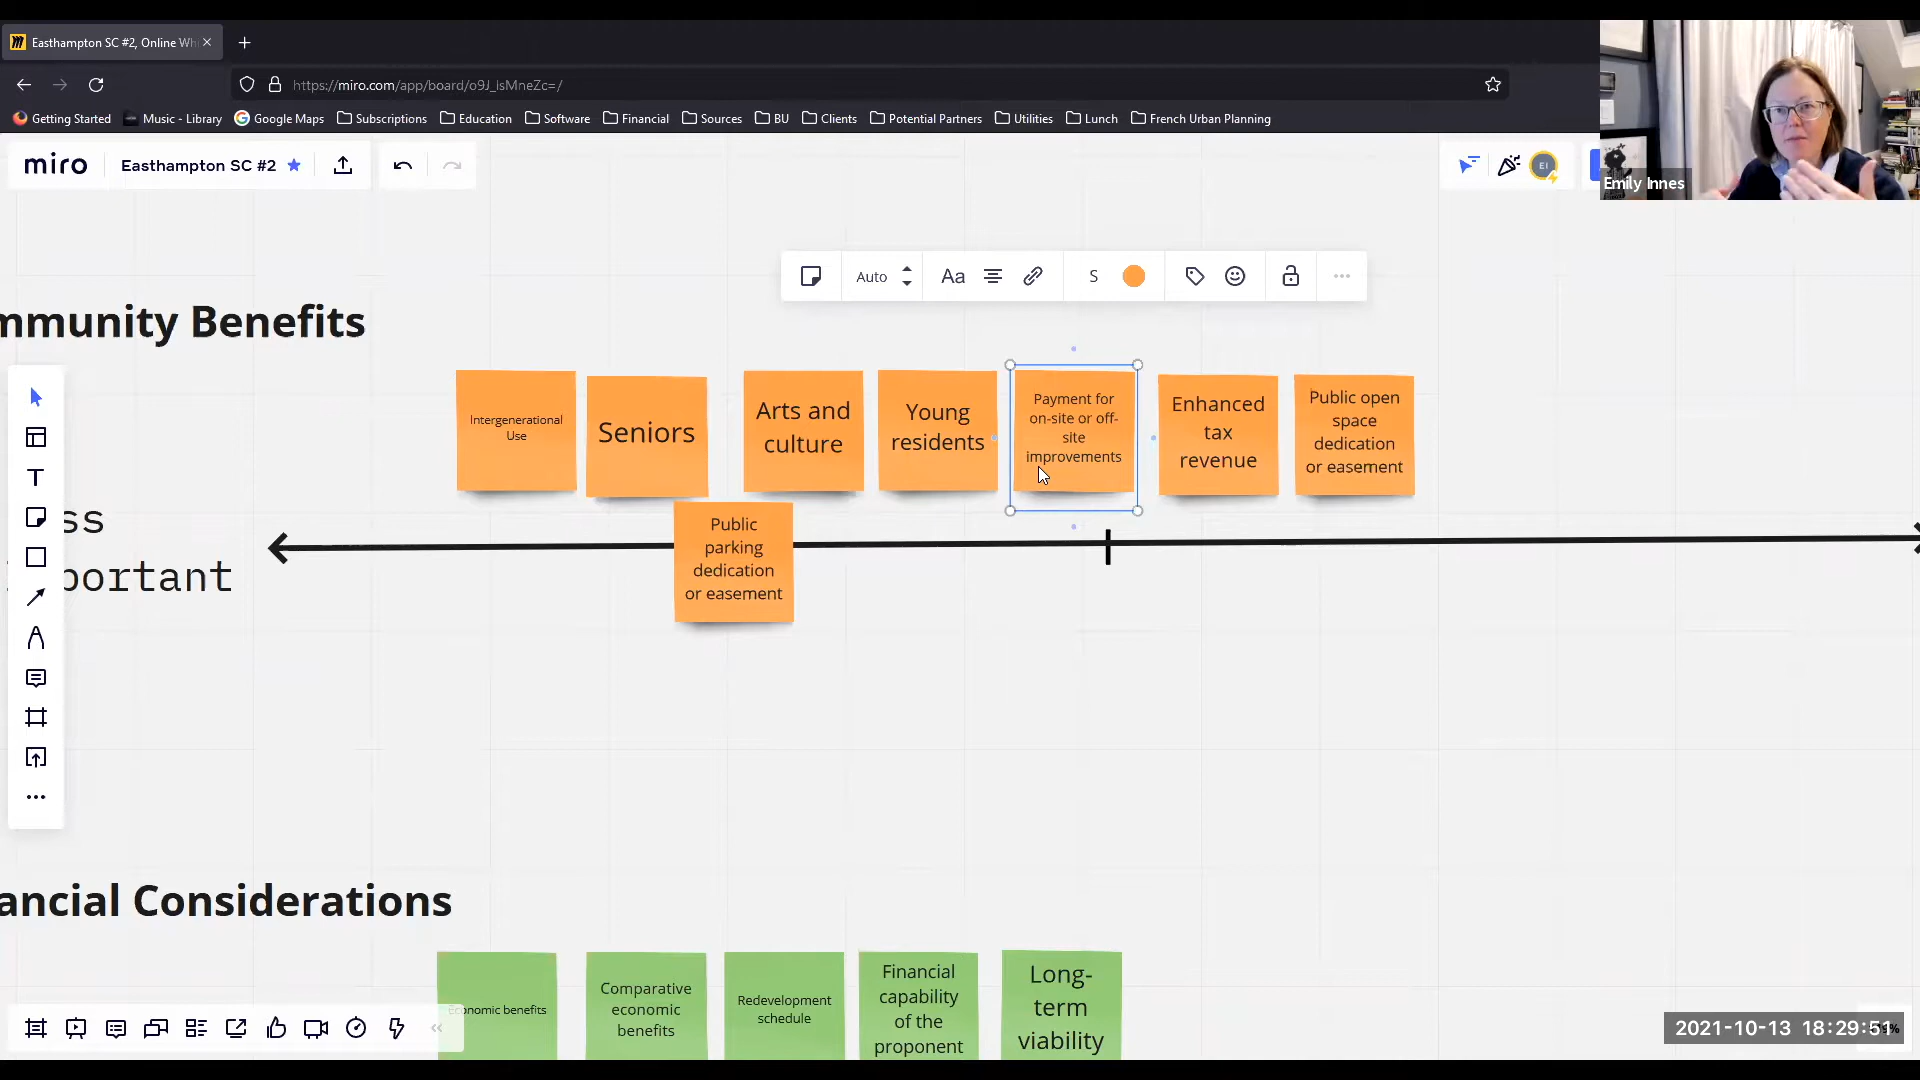 Easthampton SC #2, Online Wh
https://miro.com/app/board/o9J_lsMneZc=/
Getting Started
Music - Library
Google Maps
Subscriptions
Education
Software
Financial
Sources
BU
Clients
Potential Partners
Utilities
Lunch
French Urban Planning
Emily Innes
miro
Easthampton SC #2
EI
Auto
Aa
S
mmunity Benefits
Intergenerational
Use
Seniors
Arts and
culture
Young
residents
Payment for
on-site or off-
site
improvements
Enhanced
tax
revenue
Public open
space
dedication
or easement
ss
portant
Public
parking
dedication
or easement
ancial Considerations
Economic benefits
Comparative
economic
benefits
Redevelopment
schedule
Financial
capability
of the
proponent
Long-
term
viability
2021-10-13 18:29:51